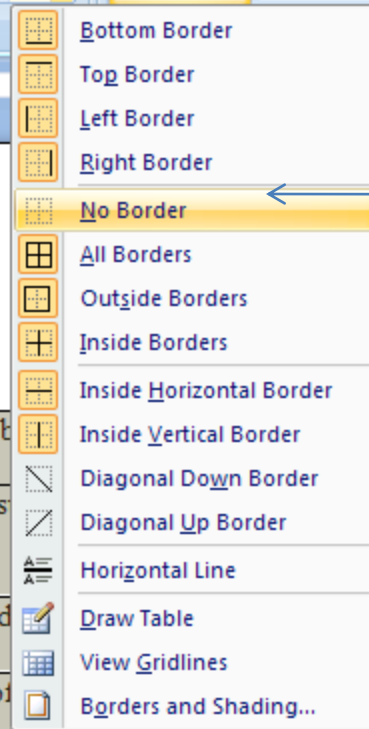 Bottom Border
Top Border
Left Border
Right Border
No Border
All Borders
Outside Borders
Inside Borders
Inside Horizontal Border
Inside Vertical Border
Diagonal Down Border
Diagonal Up Border
Horizontal Line
Draw Table
View Gridlines
Borders and Shading...